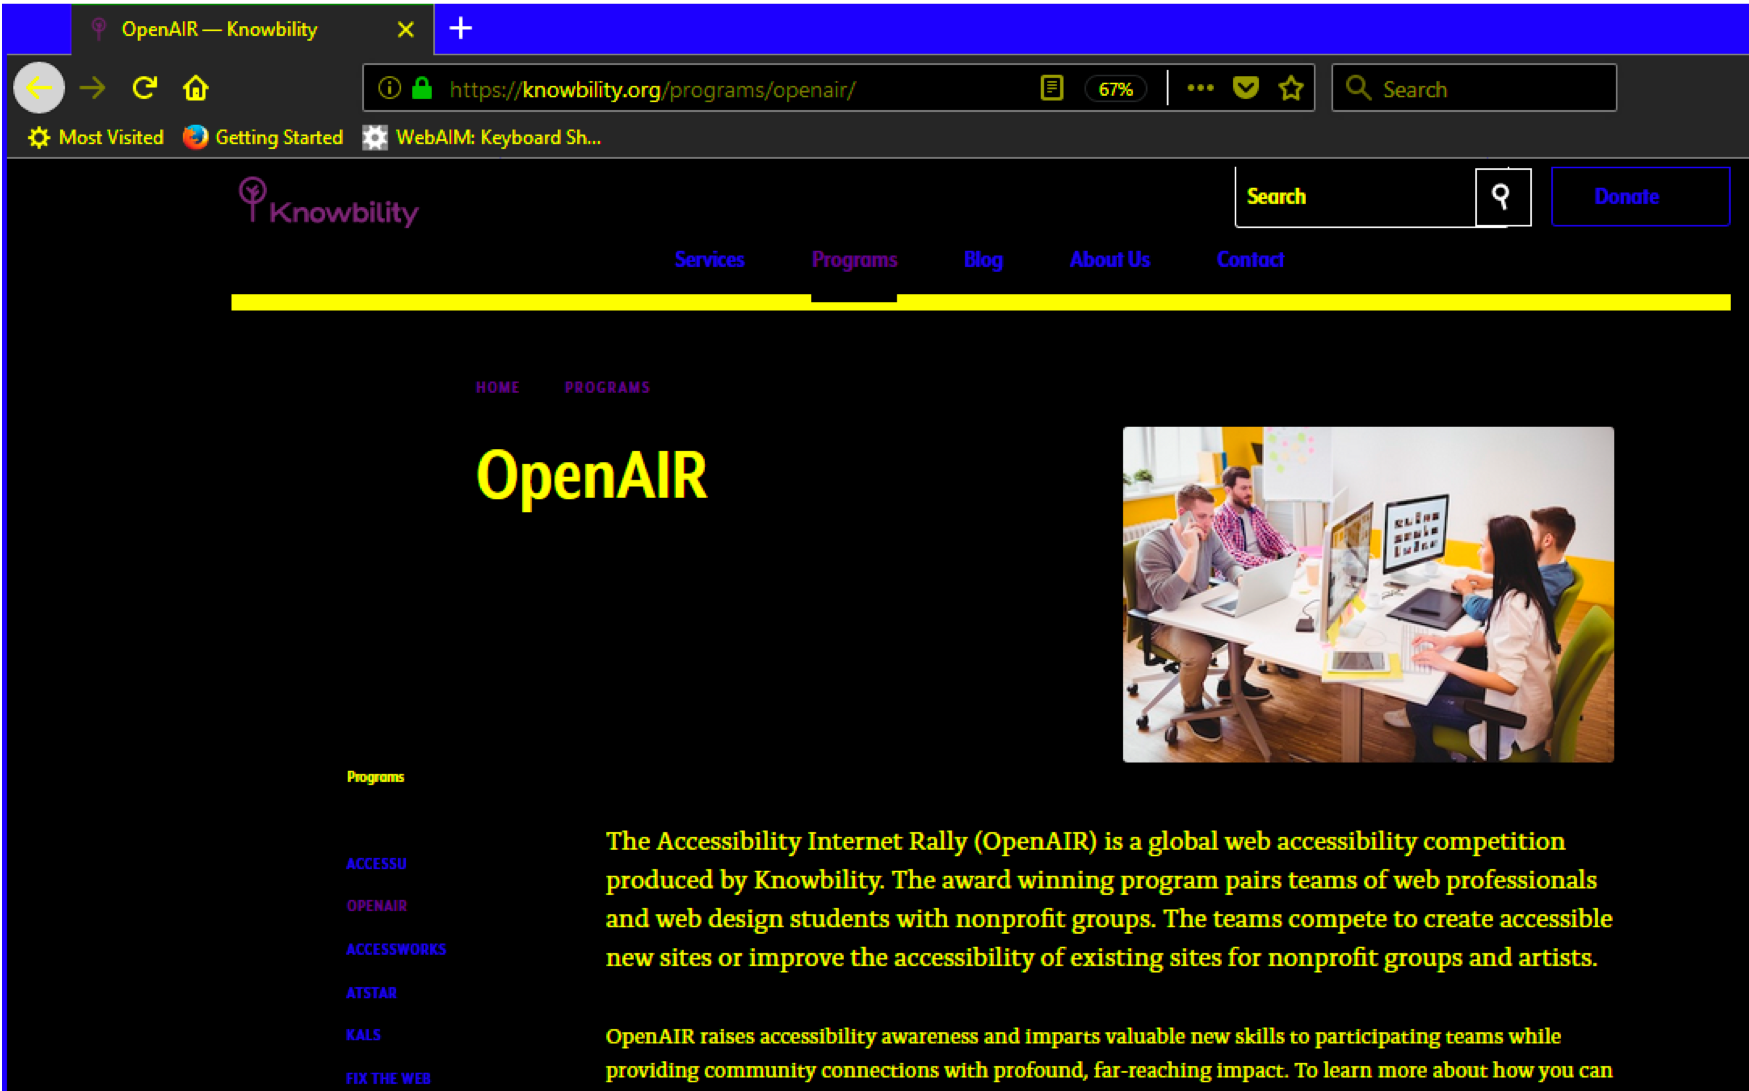 OpenAIR — Knowbility
https://knowbility.org/programs/openair/
67%
Search
Most Visited
Getting Started
WebAIM: Keyboard Sh...
Knowbility
Search
Donate
Services
Programs
Blog
About Us
Contact
HOME
PROGRAMS
OpenAIR
Programs
ACCESSU
OPENAIR
ACCESSWORKS
ATSTAR
KALS
FIX THE WEB
The Accessibility Internet Rally (OpenAIR) is a global web accessibility competition
produced by Knowbility. The award winning program pairs teams of web professionals
and web design students with nonprofit groups. The teams compete to create accessible
new sites or improve the accessibility of existing sites for nonprofit groups and artists.
OpenAIR raises accessibility awareness and imparts valuable new skills to participating teams while
providing community connections with profound, far-reaching impact. To learn more about how you can